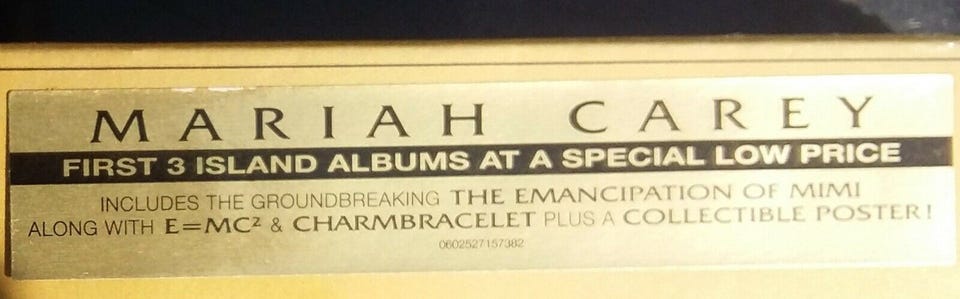 MARIAH CAREY
FIRST 3 ISLAND ALBUMS AT A SPECIAL LOW PRICE
INCLUDES THE GROUNDBREAKING THE EMANCIPATION OF MIMI
ALONG WITH E=MC² & CHARMBRACELET PLUS A COLLECTIBLE POSTER!
0602527157382